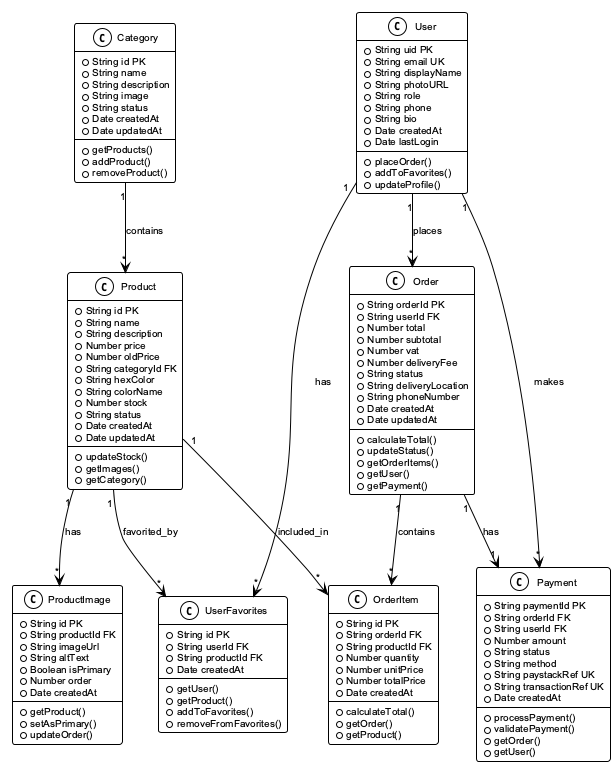 C Category
String id PK
String name
String description
String image
String status
Date createdAt
Date updatedAt
getProducts()
addProduct()
removeProduct()
C User
String uid PK
String email UK
String displayName
String photoURL
String role
String phone
String bio
Date createdAt
Date lastLogin
placeOrder()
addToFavorites()
updateProfile()
1
contains
*
1
has
*
1
places
*
1
makes
*
C Product
String id PK
String name
String description
Number price
Number oldPrice
String categoryId FK
String hexColor
String colorName
Number stock
String status
Date createdAt
Date updatedAt
updateStock()
getImages()
getCategory()
C Order
String orderId PK
String userId FK
Number total
Number subtotal
Number vat
Number deliveryFee
String status
String deliveryLocation
String phoneNumber
Date createdAt
Date updatedAt
calculateTotal()
updateStatus()
getOrderItems()
getUser()
getPayment()
1
has
*
1
favorited_by
*
1
included_in
*
1
contains
*
1
has
1
C ProductImage
String id PK
String productId FK
String imageUrl
String altText
Boolean isPrimary
Number order
Date createdAt
getProduct()
setAsPrimary()
updateOrder()
C UserFavorites
String id PK
String userId FK
String productId FK
Date createdAt
getUser()
getProduct()
addToFavorites()
removeFromFavorites()
C OrderItem
String id PK
String orderId FK
String productId FK
Number quantity
Number unitPrice
Number totalPrice
Date createdAt
calculateTotal()
getOrder()
getProduct()
C Payment
String paymentId PK
String orderId FK
String userId FK
Number amount
String status
String method
String paystackRef UK
String transactionRef UK
Date createdAt
processPayment()
validatePayment()
getOrder()
getUser()